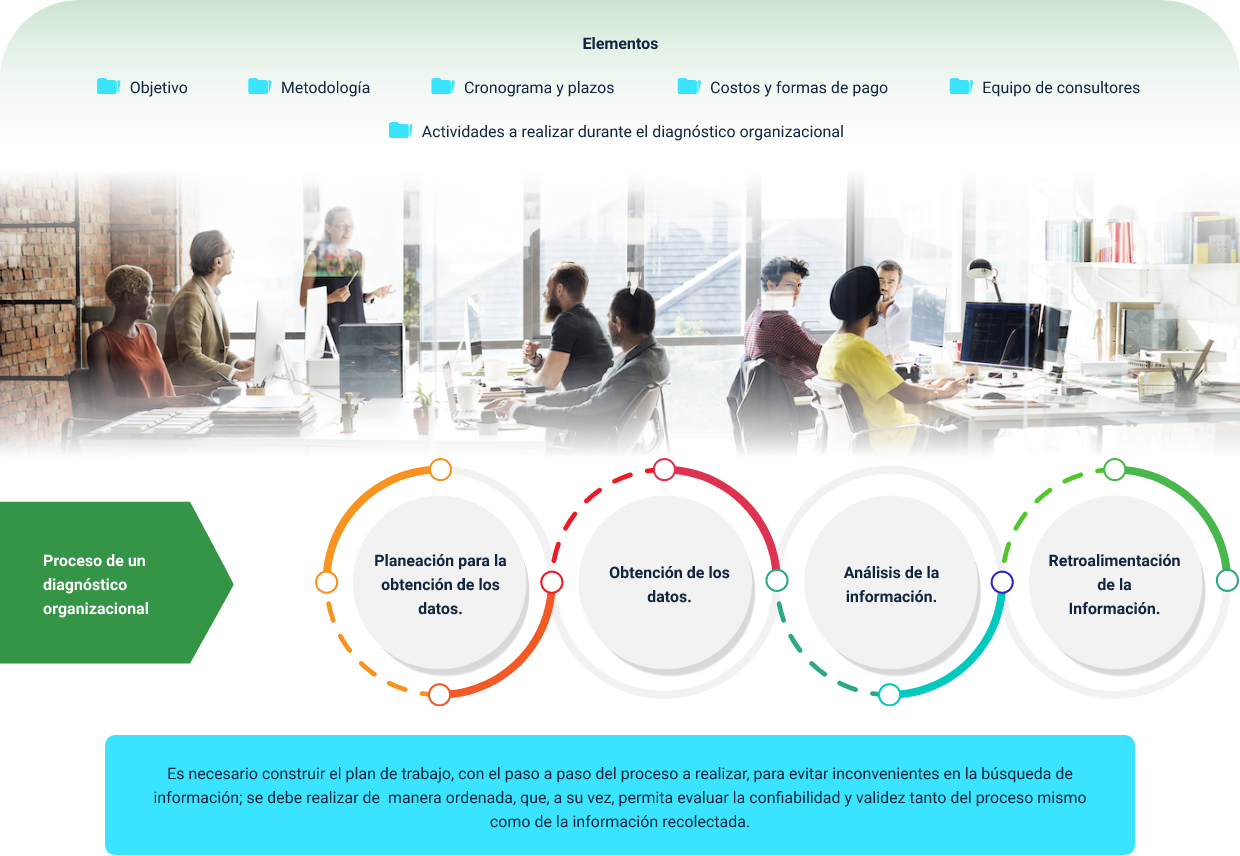 Elementos
Objetivo
Metodología
Cronograma y plazos
Costos y formas de pago
Equipo de consultores
Actividades a realizar durante el diagnóstico organizacional
Proceso de un
diagnóstico
organizacional
Planeación para la
obtención de los
datos.
Obtención de los
datos.
Análisis de la
información.
Retroalimentación
de la
Información.
Es necesario construir el plan de trabajo, con el paso a paso del proceso a realizar, para evitar inconvenientes en la búsqueda de
información; se debe realizar de  manera ordenada, que, a su vez, permita evaluar la confiabilidad y validez tanto del proceso mismo
como de la información recolectada.